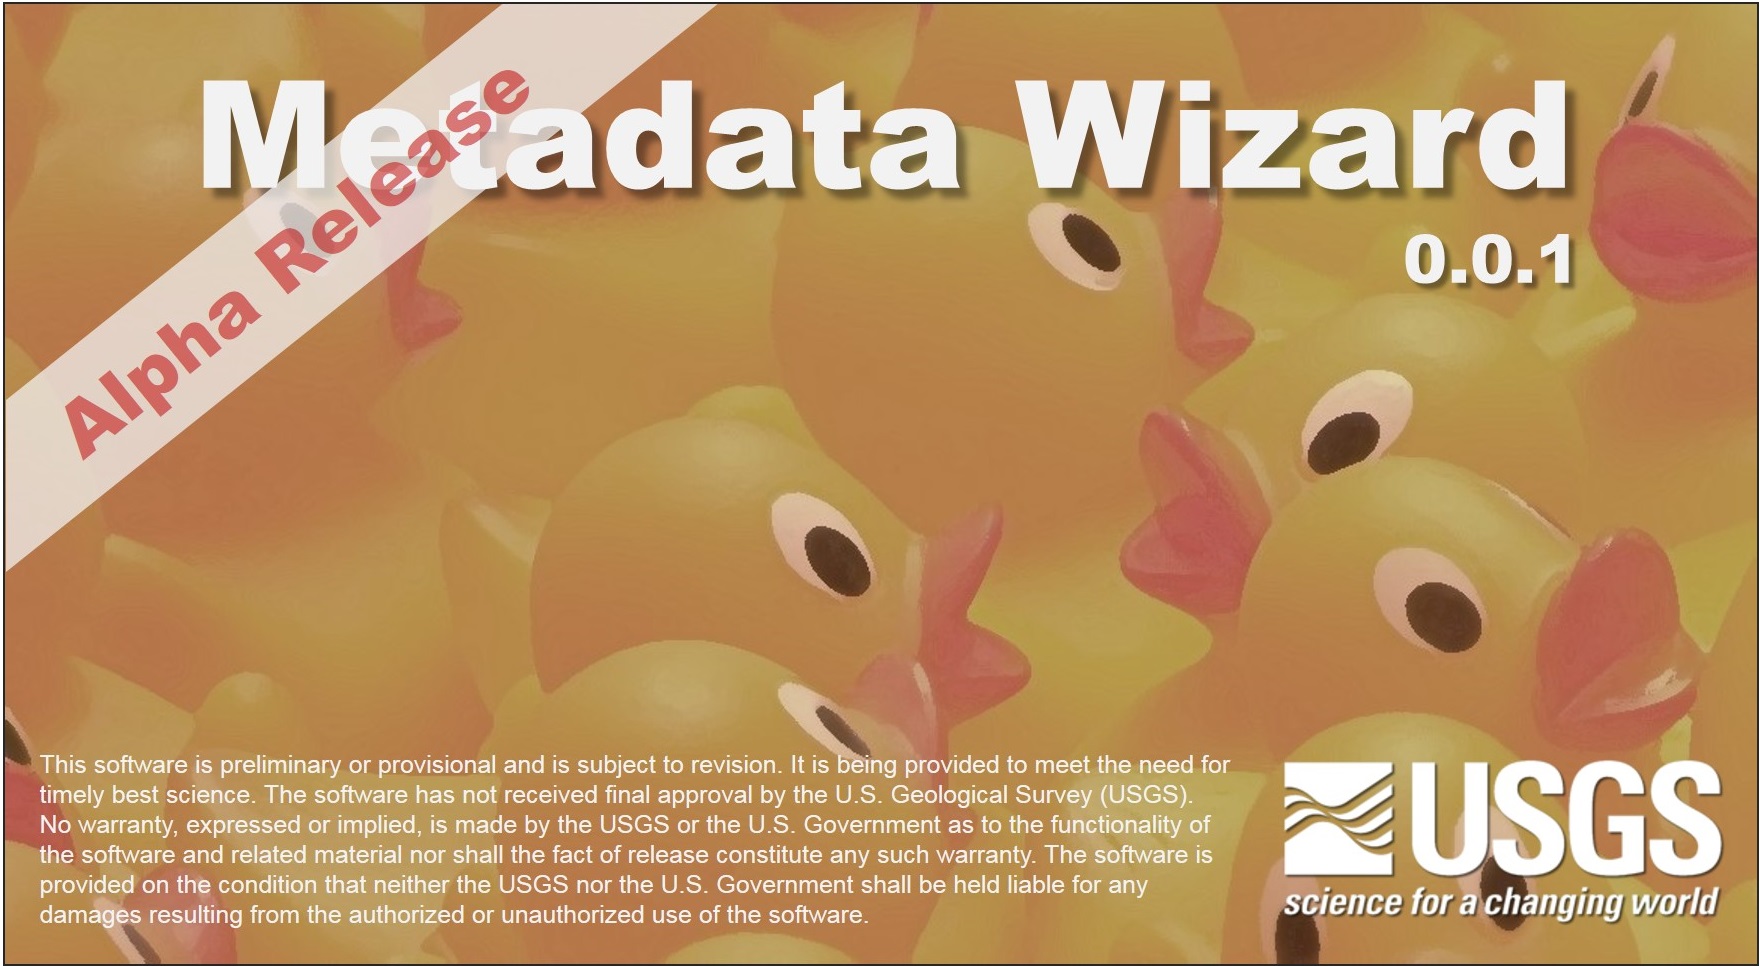 Metadata Wizard
Alpha Release
0.0.1
This software is preliminary or provisional and is subject to revision. It is being provided to meet the need for
timely best science. The software has not received final approval by the U.S. Geological Survey (USGS).
No warranty, expressed or implied, is made by the USGS or the U.S. Government as to the functionality of
the software and related material nor shall the fact of release constitute any such warranty. The software is
provided on the condition that neither the USGS nor the U.S. Government shall be held liable for any
damages resulting from the authorized or unauthorized use of the software.
USGS
science for a changing world